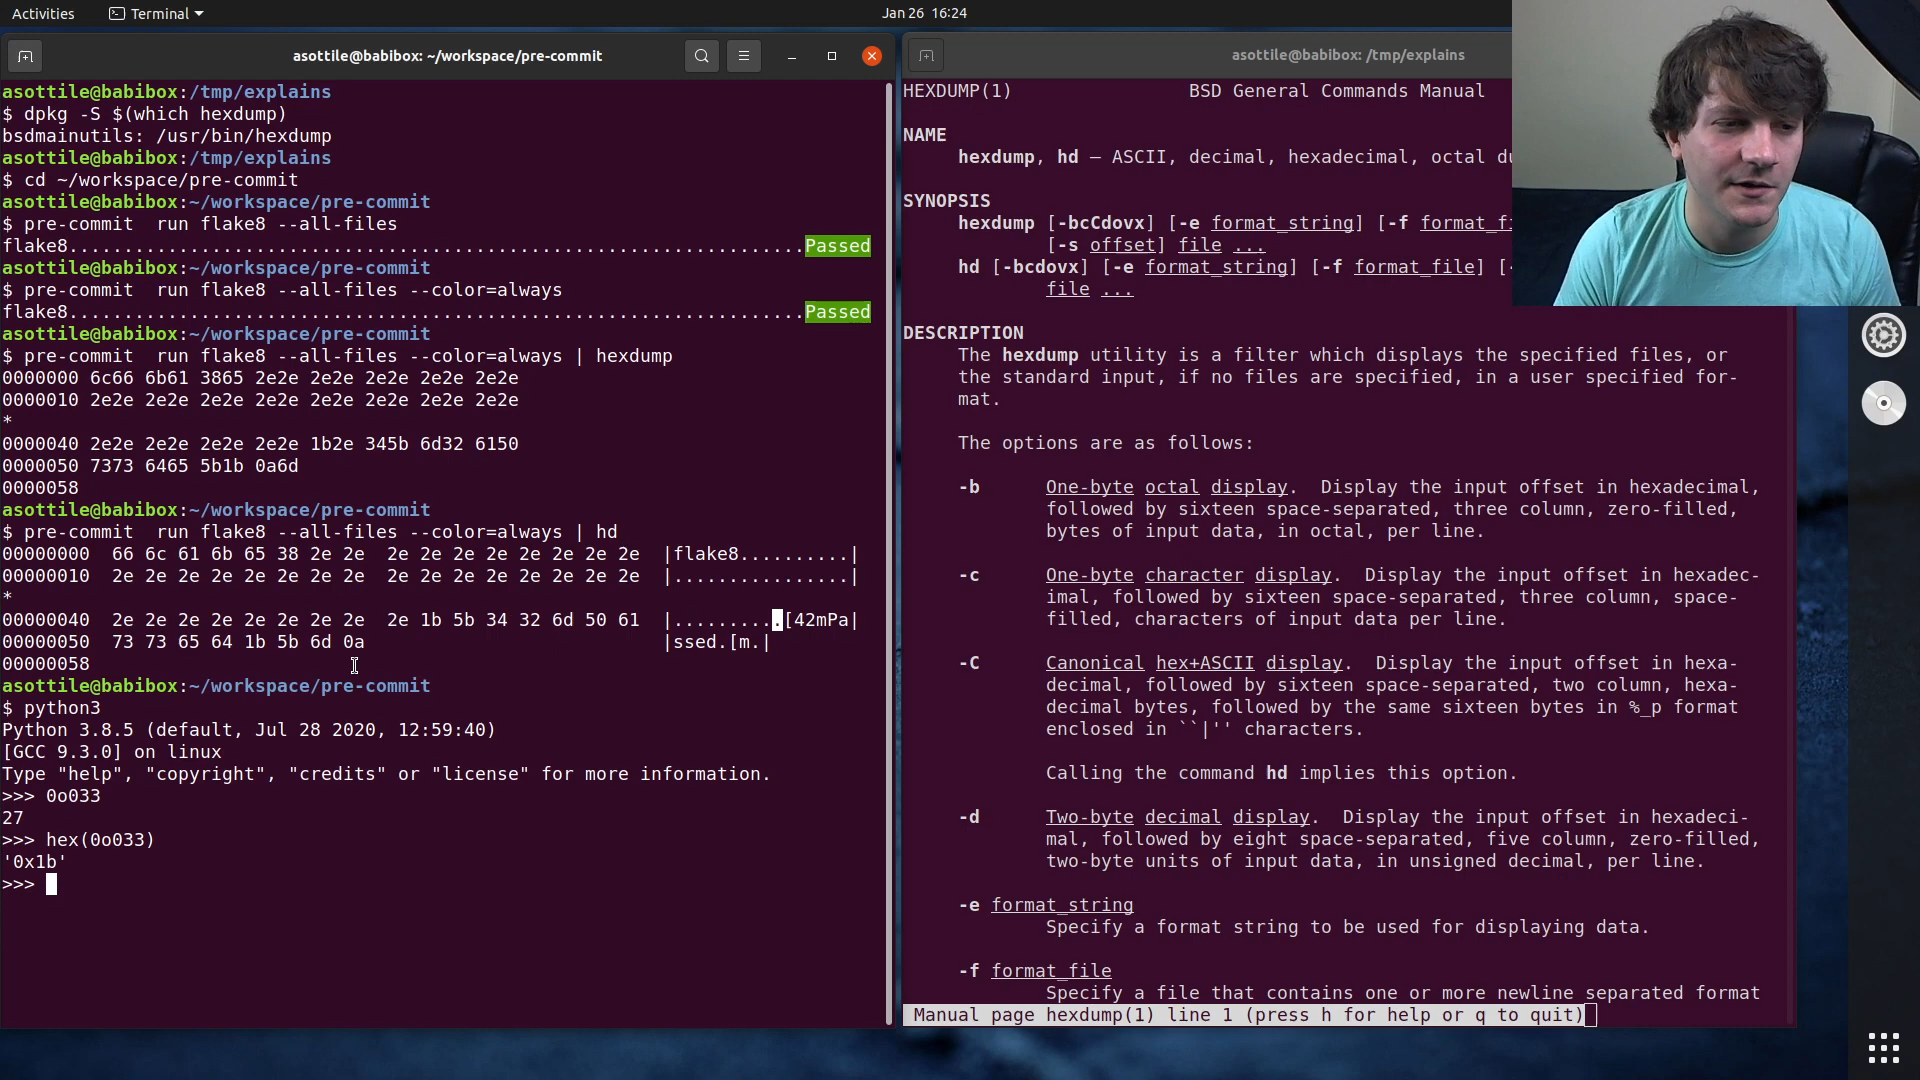 Activities
Terminal
Jan 26 16:24
asottile@babibox: ~/workspace/pre-commit
asottile@babibox:/tmp/explains
$ dpkg -S $(which hexdump)
bsdmainutils: /usr/bin/hexdump
asottile@babibox:/tmp/explains
$ cd ~/workspace/pre-commit
asottile@babibox:~/workspace/pre-commit
$ pre-commit  run flake8 --all-files
flake8...................................................................Passed
asottile@babibox:~/workspace/pre-commit
$ pre-commit  run flake8 --all-files --color=always
flake8...................................................................Passed
asottile@babibox:~/workspace/pre-commit
$ pre-commit  run flake8 --all-files --color=always | hexdump
0000000 6c66 6b61 3865 2e2e 2e2e 2e2e 2e2e 2e2e
0000010 2e2e 2e2e 2e2e 2e2e 2e2e 2e2e 2e2e 2e2e
*
0000040 2e2e 2e2e 2e2e 2e2e 1b2e 345b 6d32 6150
0000050 7373 6465 5b1b 0a6d
0000058
asottile@babibox:~/workspace/pre-commit
$ pre-commit  run flake8 --all-files --color=always | hd
00000000  66 6c 61 6b 65 38 2e 2e  2e 2e 2e 2e 2e 2e 2e 2e  |flake8..........|
00000010  2e 2e 2e 2e 2e 2e 2e 2e  2e 2e 2e 2e 2e 2e 2e 2e  |................|
*
00000040  2e 2e 2e 2e 2e 2e 2e 2e  2e 1b 5b 34 32 6d 50 61  |..........[42mPa|
00000050  73 73 65 64 1b 5b 6d 0a                           |ssed.[m.|
00000058
asottile@babibox:~/workspace/pre-commit
$ python3
Python 3.8.5 (default, Jul 28 2020, 12:59:40)
[GCC 9.3.0] on linux
Type "help", "copyright", "credits" or "license" for more information.
>>> 0o033
27
>>> hex(0o033)
'0x1b'
>>>
asottile@babibox: /tmp/explains
HEXDUMP(1)                BSD General Commands Manual
NAME
hexdump, hd — ASCII, decimal, hexadecimal, octal du
SYNOPSIS
hexdump [-bcCdovx] [-e format_string] [-f format_fi
[-s offset] file ...
hd [-bcdovx] [-e format_string] [-f format_file] [-
file ...
DESCRIPTION
The hexdump utility is a filter which displays the specified files, or
the standard input, if no files are specified, in a user specified for-
mat.
The options are as follows:
-b      One-byte octal display.  Display the input offset in hexadecimal,
followed by sixteen space-separated, three column, zero-filled,
bytes of input data, in octal, per line.
-c      One-byte character display.  Display the input offset in hexadec-
imal, followed by sixteen space-separated, three column, space-
filled, characters of input data per line.
-C      Canonical hex+ASCII display.  Display the input offset in hexa-
decimal, followed by sixteen space-separated, two column, hexa-
decimal bytes, followed by the same sixteen bytes in %_p format
enclosed in ``|'' characters.
Calling the command hd implies this option.
-d      Two-byte decimal display.  Display the input offset in hexadeci-
mal, followed by eight space-separated, five column, zero-filled,
two-byte units of input data, in unsigned decimal, per line.
-e format_string
Specify a format string to be used for displaying data.
-f format_file
Specify a file that contains one or more newline separated format
Manual page hexdump(1) line 1 (press h for help or q to quit)